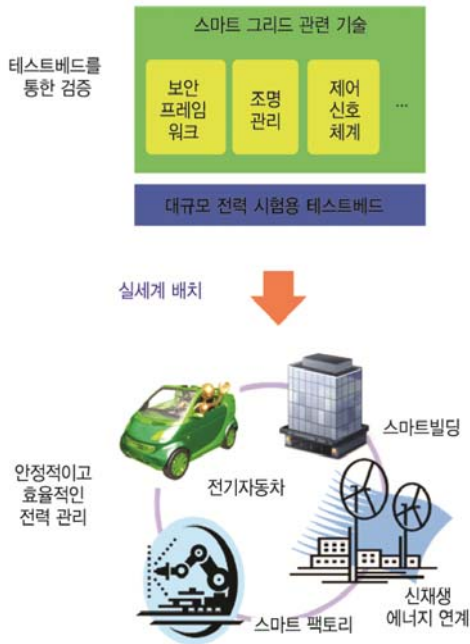 스마트 그리드 관련 기술
테스트베드를
통한 검증
보안
프레임
워크
조명
관리
제어
신호
체계
...
대규모 전력 시험용 테스트베드
실세계 배치
스마트빌딩
전기자동차
안정적이고
효율적인
전력 관리
스마트 팩토리
신재생
에너지 연계